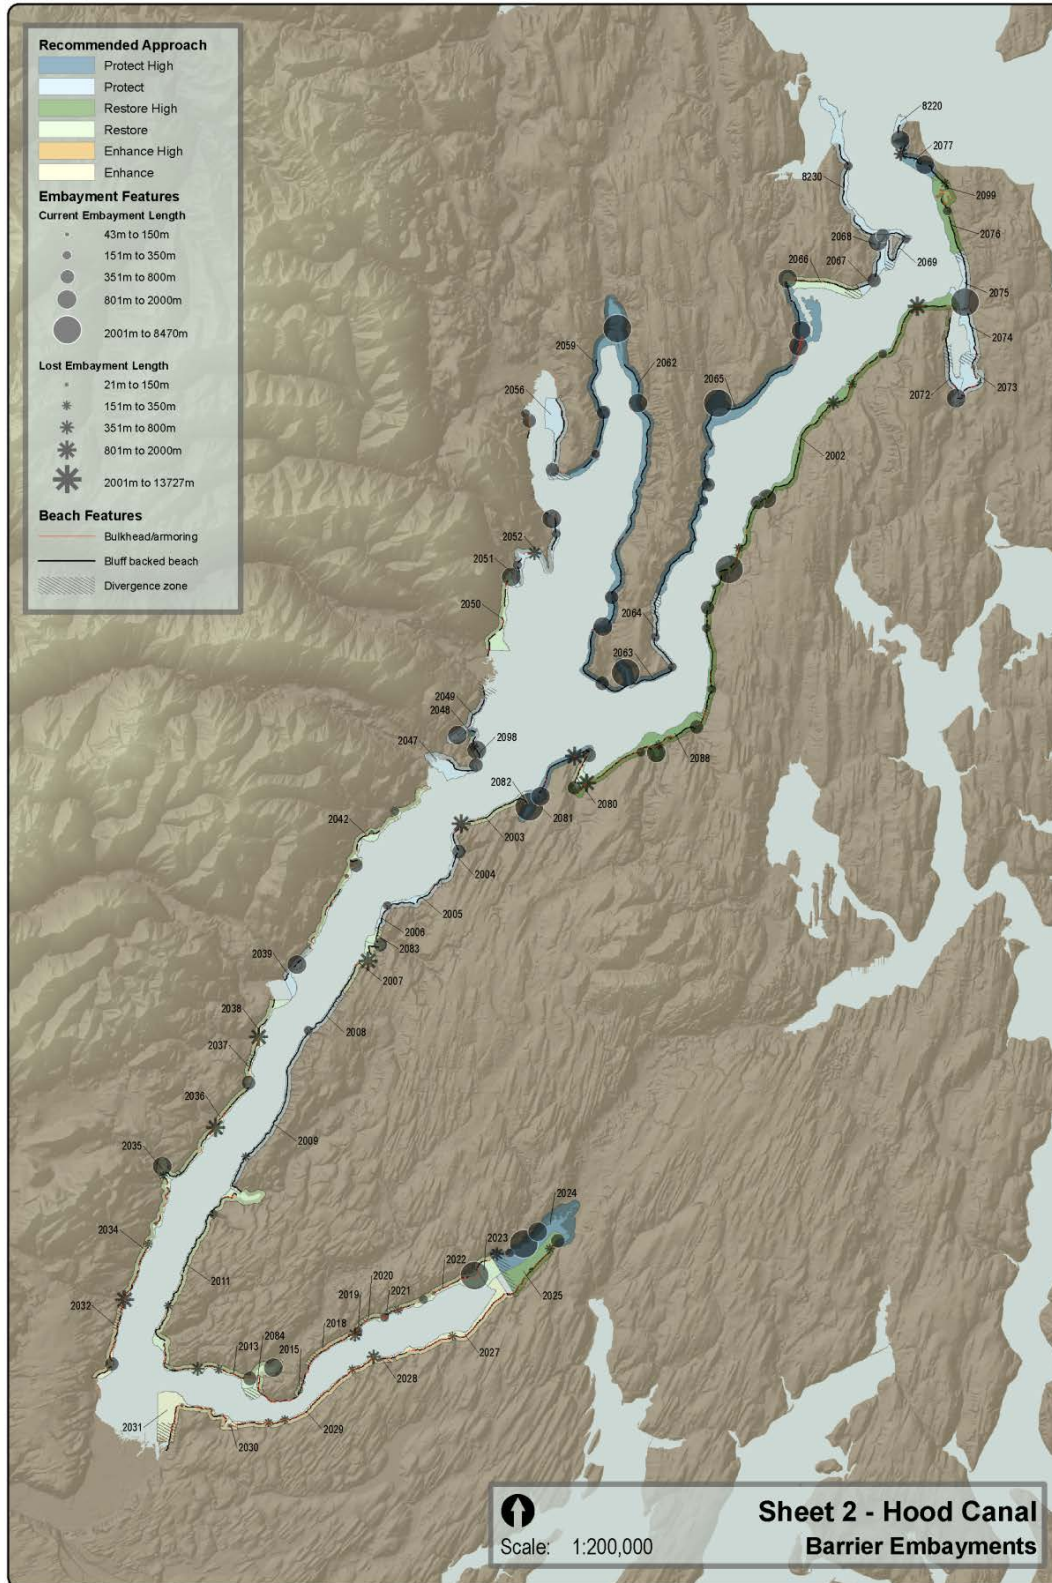 Recommended Approach
Protect High
Protect
Restore High
Restore
Enhance High
Enhance
Embayment Features
Current Embayment Length
43m to 150m
151m to 350m
351m to 800m
801m to 2000m
2001m to 8470m
Lost Embayment Length
21m to 150m
151m to 350m
351m to 800m
801m to 2000m
2001m to 13727m
Beach Features
Bulkhead/armoring
Bluff backed beach
Divergence zone
8220
2077
8230
2099
2076
2068
2069
2066
2067
2075
2074
2059
2062
2065
2073
2072
2056
2002
2052
2051
2050
2064
2063
2049
2048
2098
2047
2088
2082
2080
2081
2042
2003
2004
2005
2006
2083
2039
2007
2038
2008
2037
2036
2009
2035
2024
2034
2023
2022
2011
2020
2025
2019
2021
2032
2018
2084
2013
2015
2027
2028
2031
2029
2030
Sheet 2 - Hood Canal
Scale: 1:200,000
Barrier Embayments